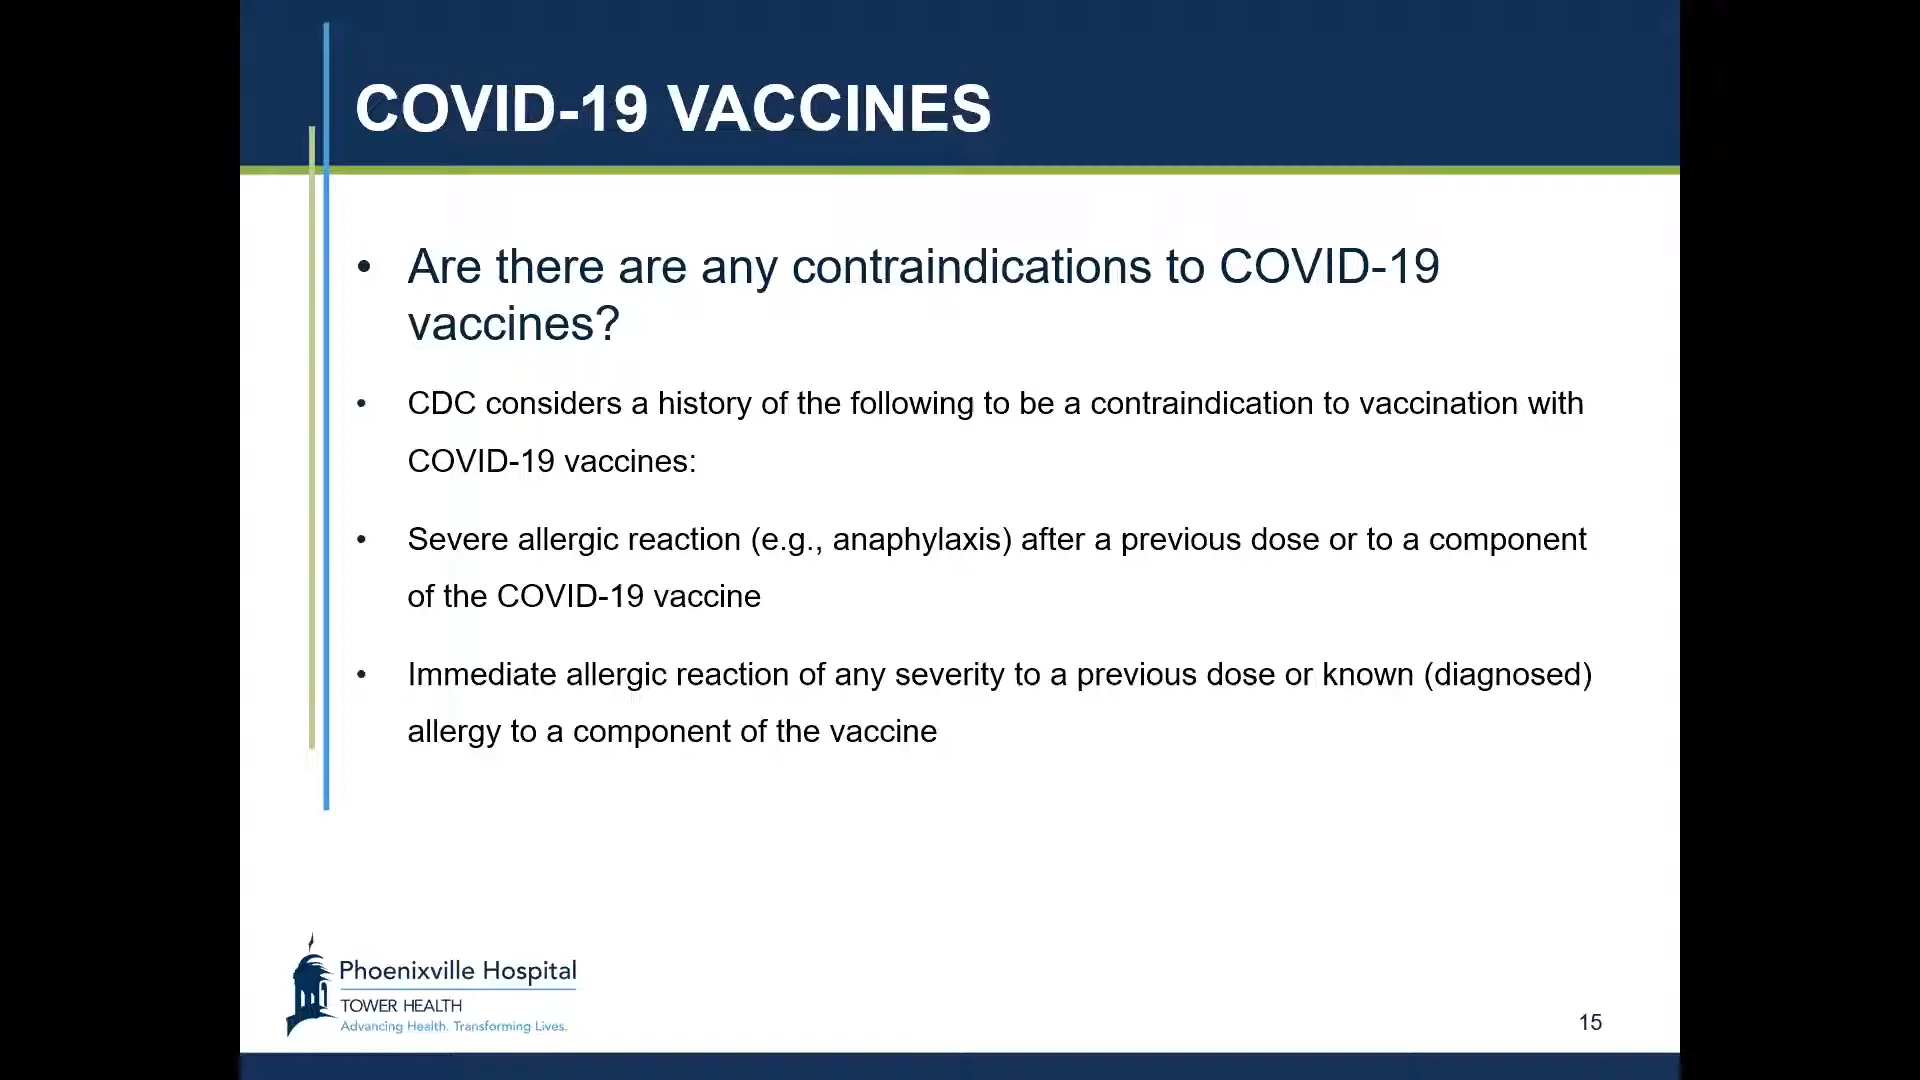 COVID-19 VACCINES
• Are there are any contraindications to COVID-19
vaccines?
• CDC considers a history of the following to be a contraindication to vaccination with
COVID-19 vaccines:
• Severe allergic reaction (e.g., anaphylaxis) after a previous dose or to a component
of the COVID-19 vaccine
• Immediate allergic reaction of any severity to a previous dose or known (diagnosed)
allergy to a component of the vaccine
Phoenixville Hospital
TOWER HEALTH
Advancing Health. Transforming Lives.
15